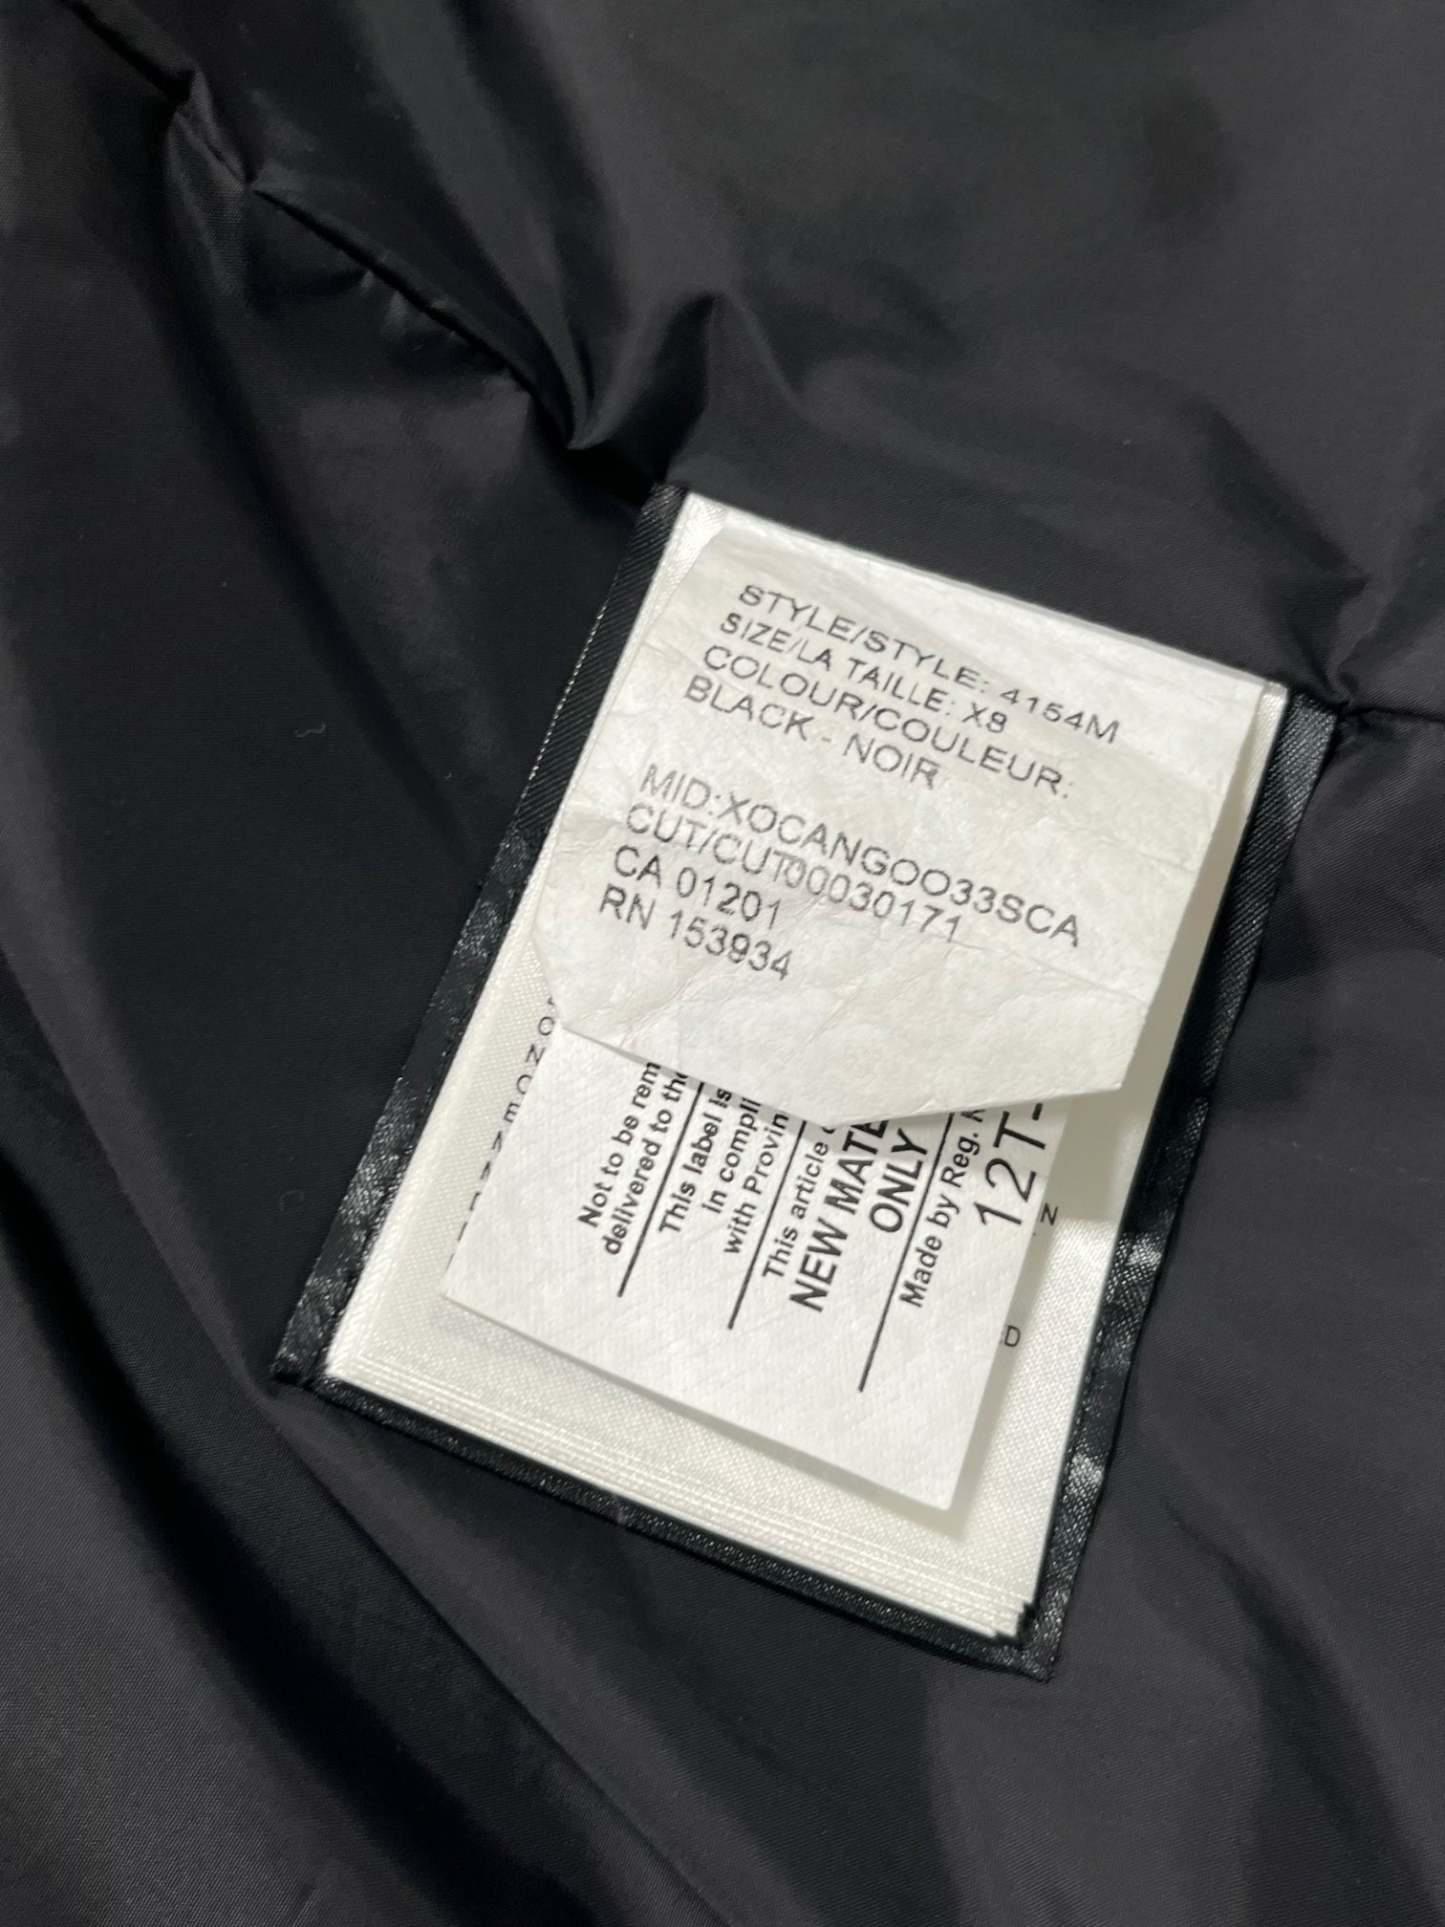 STYLE/STYLE: 4154M
SIZE/LA TAILLE: XS
COLOUR/COULEUR:
BLACK - NOIR
MID:XOCANGOO33SCA
CUT/CUT00030171
CA 01201
RN 153934
Not to be rem
delivered to the
This label is
in compli
with Provin
This article
NEW MATE
ONLY
Made by Reg.
12T-
N
D